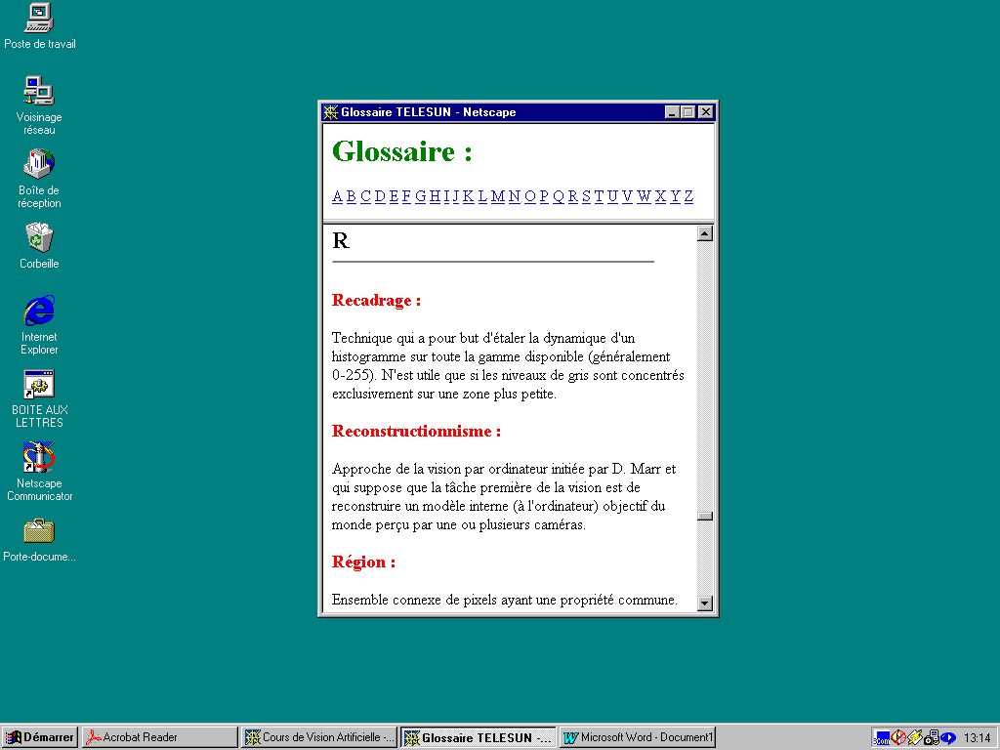 Poste de travail
Voisinage
réseau
Boîte de
réception
Corbeille
Internet
Explorer
BOITE AUX
LETTRES
Netscape
Communicator
Porte-docume...
Glossaire TELESUN - Netscape
Glossaire :
A B C D E F G H I J K L M N O P Q R S T U V W X Y Z
R
Recadrage :
Technique qui a pour but d'étaler la dynamique d'un
histogramme sur toute la gamme disponible (généralement
0-255). N'est utile que si les niveaux de gris sont concentrés
exclusivement sur une zone plus petite.
Reconstructionnisme :
Approche de la vision par ordinateur initiée par D. Marr et
qui suppose que la tâche première de la vision est de
reconstruire un modèle interne (à l'ordinateur) objectif du
monde perçu par une ou plusieurs caméras.
Région :
Ensemble connexe de pixels ayant une propriété commune.
Démarrer
Acrobat Reader
Cours de Vision Artificielle -...
Glossaire TELESUN -...
Microsoft Word - Document1
13:14